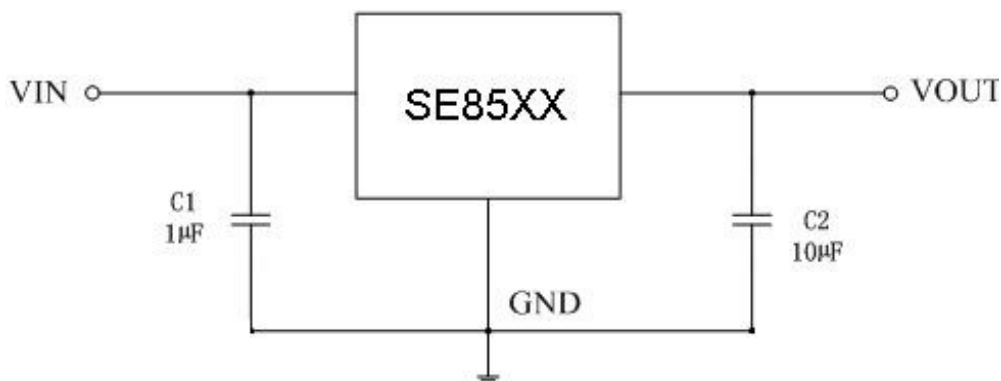 VIN
SE85XX
VOUT
C1
1μF
C2
10μF
GND